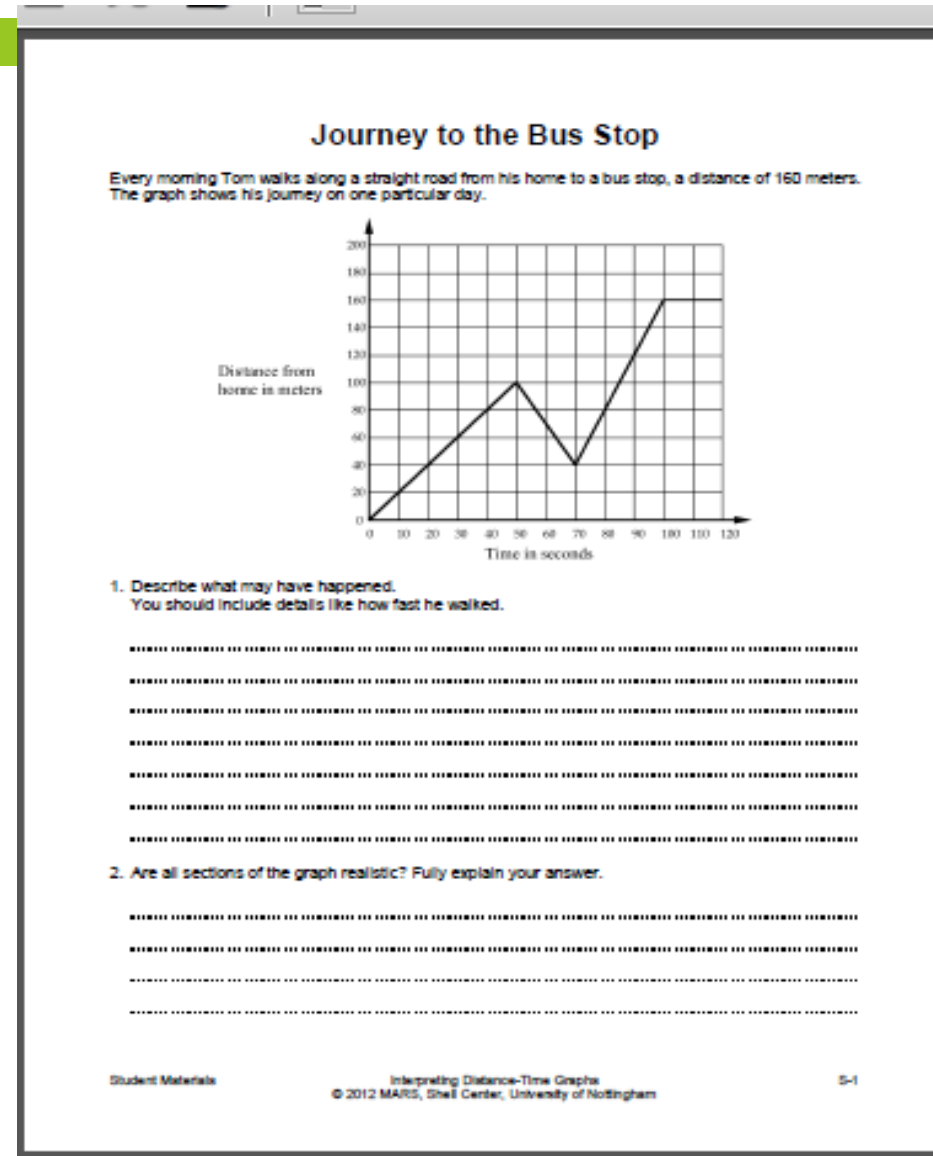 Journey to the Bus Stop
Every morning Tom walks along a straight road from his home to a bus stop, a distance of 160 meters.
The graph shows his journey on one particular day.
200
180
160
140
120
Distance from
home in meters
100
80
60
40
20
0
0 10 20 30 40 50 60 70 80 90 100 110 120
Time in seconds
1. Describe what may have happened.
You should include details like how fast he walked.
2. Are all sections of the graph realistic? Fully explain your answer.
Student Materials
Interpreting Distance-Time Graphs
S-1
© 2012 MARS, Shell Center, University of Nottingham